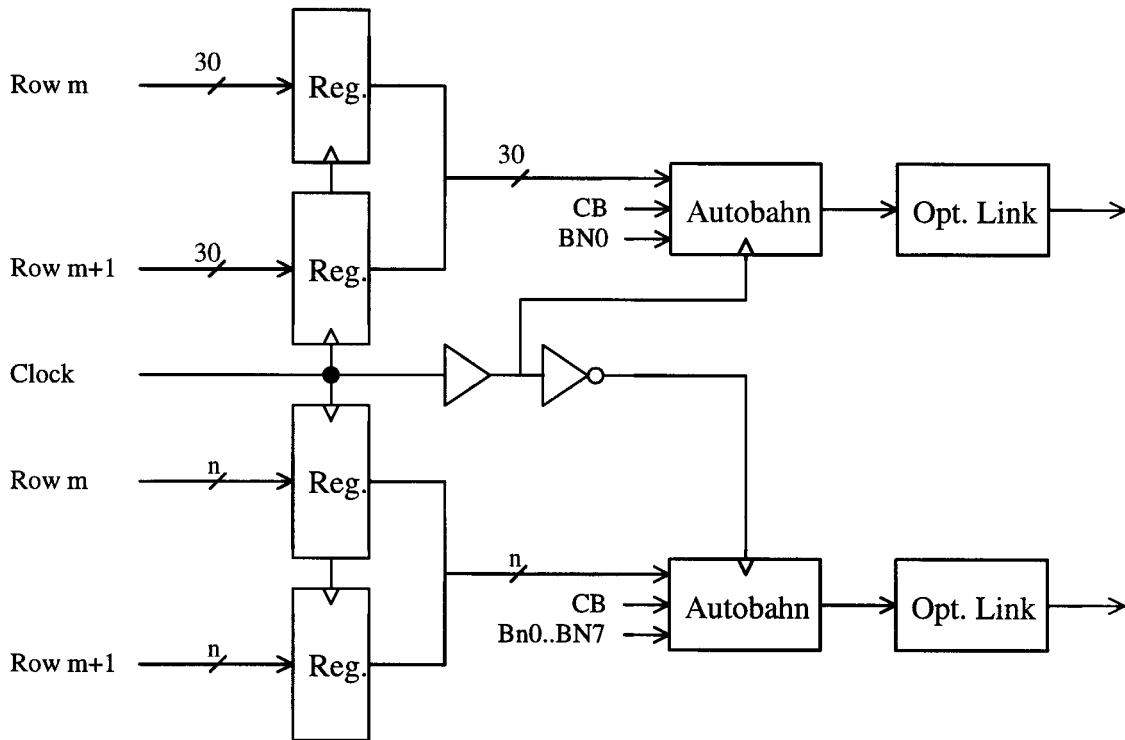 30
Row m
Reg.
30
CB
BN0
Autobahn
Opt. Link
30
Row m+1
Reg.
Clock
n
Row m
Reg.
n
CB
Bn0..BN7
Autobahn
Opt. Link
n
Row m+1
Reg.